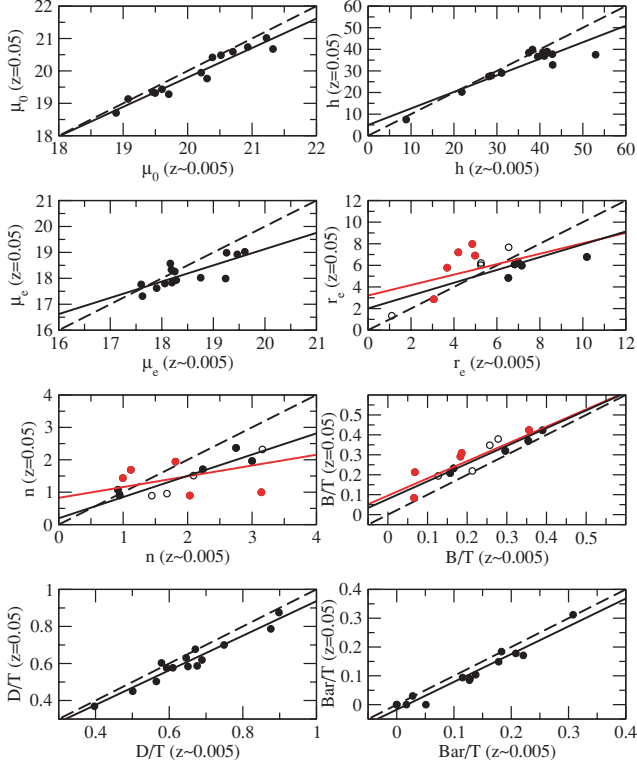 22
21
20
19
18
18 19 20 21 22
μ0 (z=0.05)
μ0 (z~0.005)
60
50
40
30
20
10
0
0 10 20 30 40 50 60
h (z=0.05)
h (z~0.005)
21
20
19
18
17
16
16 17 18 19 20 21
μe (z=0.05)
μe (z~0.005)
12
10
8
6
4
2
0
0 2 4 6 8 10 12
re (z=0.05)
re (z~0.005)
4
3
2
1
0
0 1 2 3 4
n (z=0.05)
n (z~0.005)
0.5
0.4
0.3
0.2
0.1
0
0 0.2 0.4
B/T (z=0.05)
B/T (z~0.005)
1
0.8
0.6
0.4
0.4 0.6 0.8 1
D/T (z=0.05)
D/T (z~0.005)
0.4
0.3
0.2
0.1
0
0 0.1 0.2 0.3 0.4
Bar/T (z=0.05)
Bar/T (z~0.005)